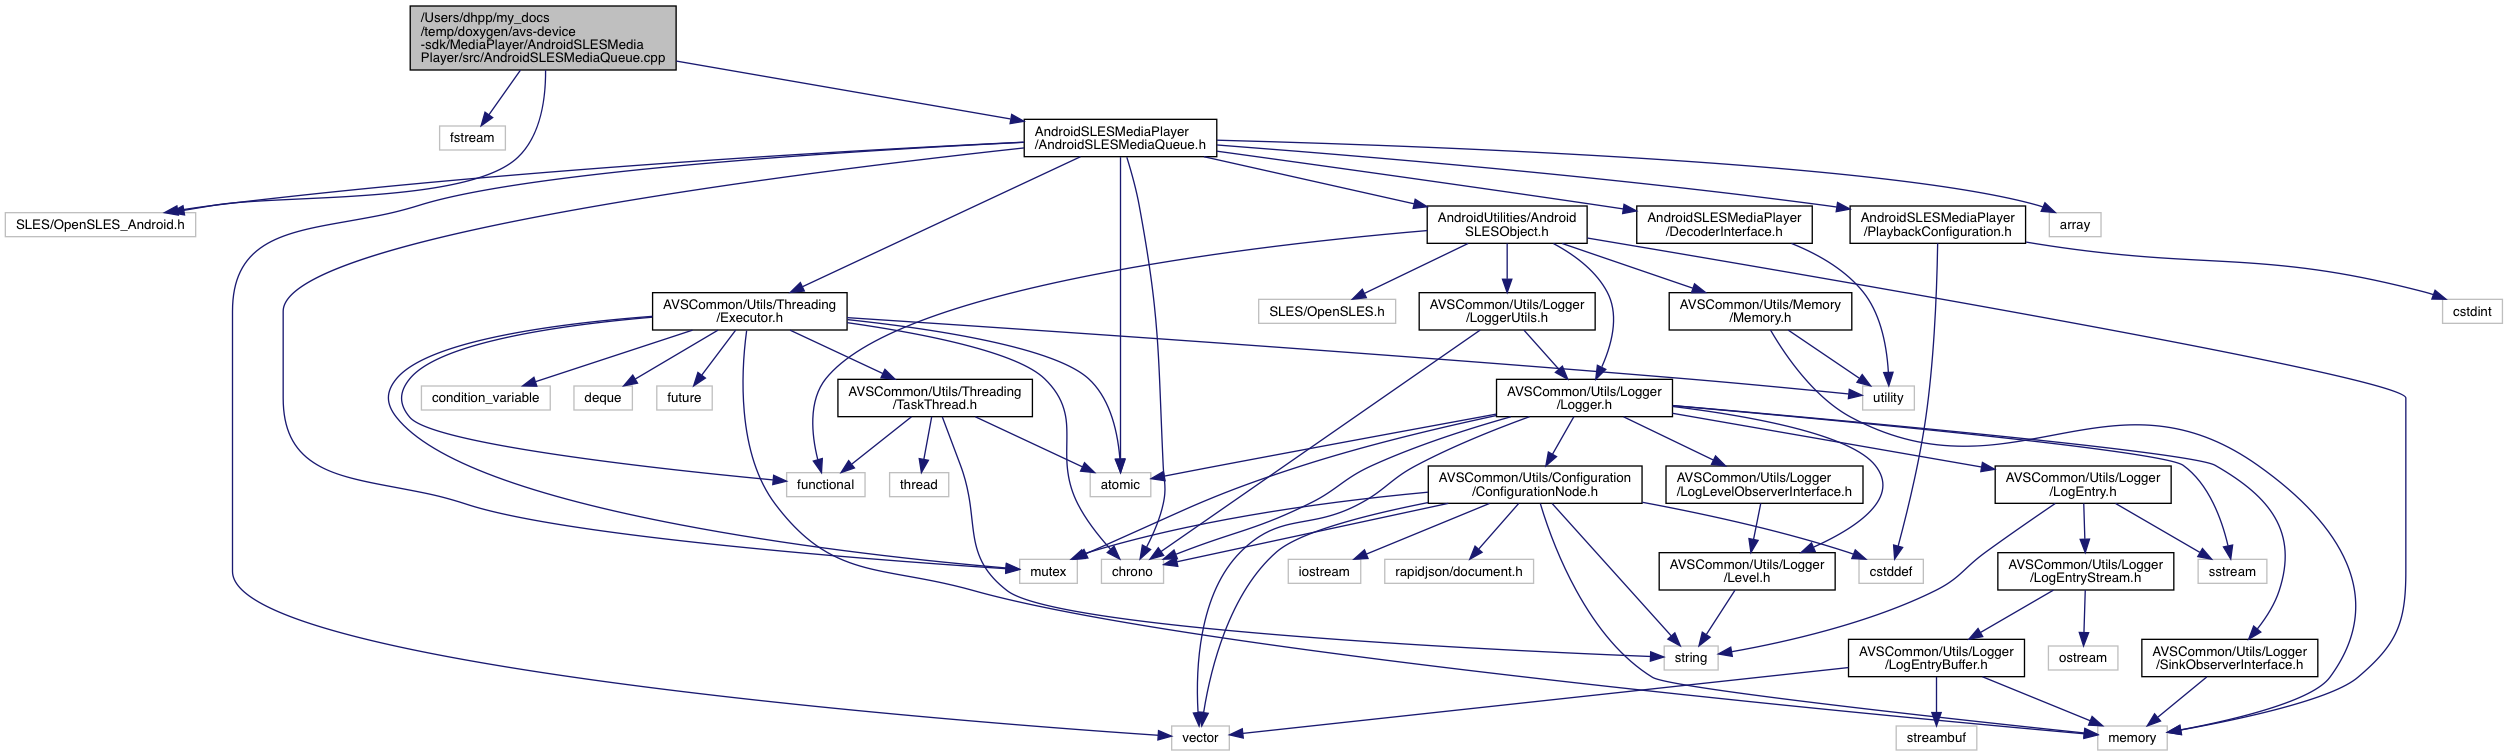 /Users/dhpp/my_docs
/temp/doxygen/avs-device
-sdk/MediaPlayer/AndroidSLESMedia
Player/src/AndroidSLESMediaQueue.cpp
fstream
AndroidSLESMediaPlayer
/AndroidSLESMediaQueue.h
SLES/OpenSLES_Android.h
AndroidUtilities/Android
SLESObject.h
AndroidSLESMediaPlayer
/DecoderInterface.h
AndroidSLESMediaPlayer
/PlaybackConfiguration.h
array
AVSCommon/Utils/Threading
/Executor.h
SLES/OpenSLES.h
AVSCommon/Utils/Logger
/LoggerUtils.h
AVSCommon/Utils/Memory
/Memory.h
cstdint
condition_variable
deque
future
AVSCommon/Utils/Threading
/TaskThread.h
AVSCommon/Utils/Logger
/Logger.h
utility
functional
thread
atomic
AVSCommon/Utils/Configuration
/ConfigurationNode.h
AVSCommon/Utils/Logger
/LogLevelObserverInterface.h
AVSCommon/Utils/Logger
/LogEntry.h
mutex
chrono
iostream
rapidjson/document.h
AVSCommon/Utils/Logger
/Level.h
cstddef
AVSCommon/Utils/Logger
/LogEntryStream.h
sstream
string
AVSCommon/Utils/Logger
/LogEntryBuffer.h
ostream
AVSCommon/Utils/Logger
/SinkObserverInterface.h
vector
streambuf
memory